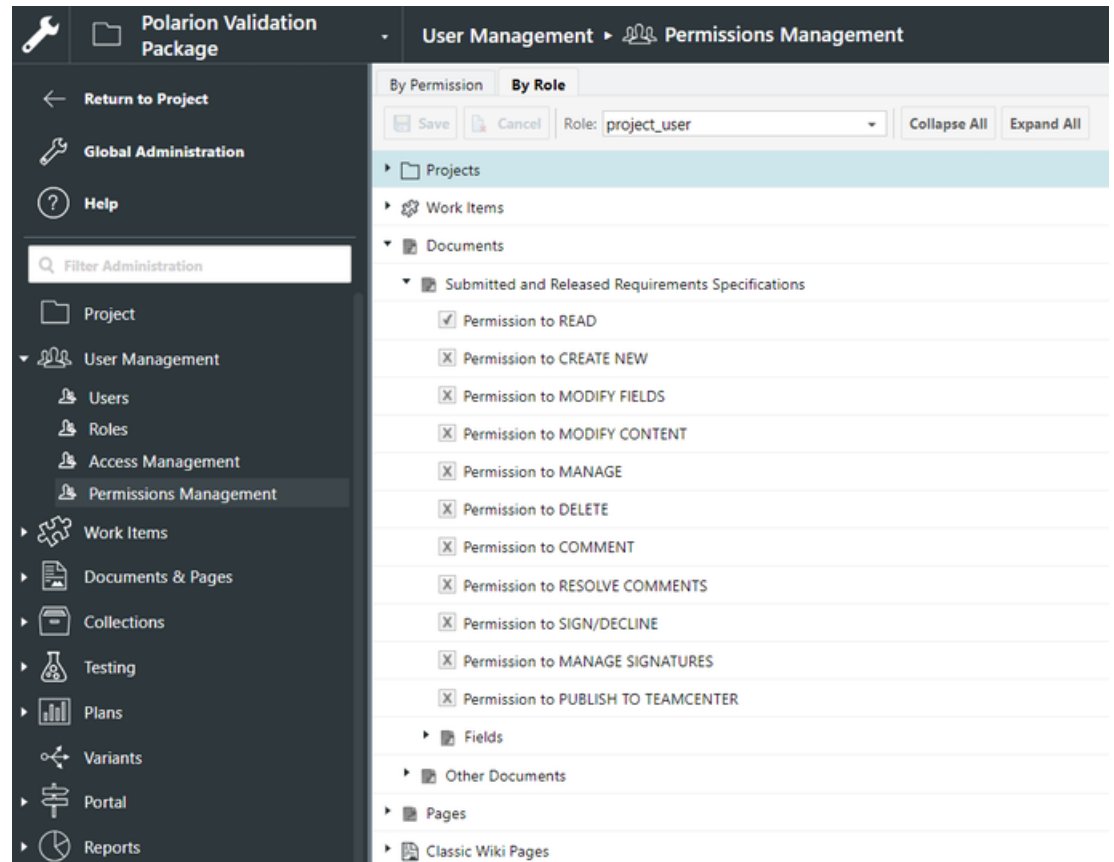 Polarion Validation
Package
User Management ▸ Permissions Management
Return to Project
Global Administration
Help
Filter Administration
Project
User Management
Users
Roles
Access Management
Permissions Management
Work Items
Documents & Pages
Collections
Testing
Plans
Variants
Portal
Reports
By Permission By Role
Save Cancel Role: project_user Collapse All Expand All
Projects
Work Items
Documents
Submitted and Released Requirements Specifications
Permission to READ
Permission to CREATE NEW
Permission to MODIFY FIELDS
Permission to MODIFY CONTENT
Permission to MANAGE
Permission to DELETE
Permission to COMMENT
Permission to RESOLVE COMMENTS
Permission to SIGN/DECLINE
Permission to MANAGE SIGNATURES
Permission to PUBLISH TO TEAMCENTER
Fields
Other Documents
Pages
Classic Wiki Pages